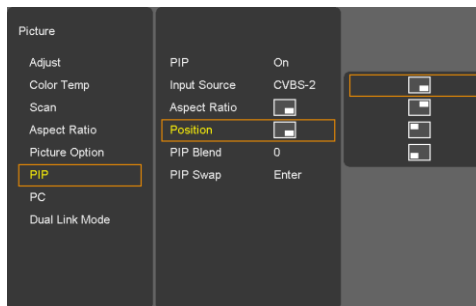 Picture
Adjust
Color Temp
Scan
Aspect Ratio
Picture Option
PIP
PC
Dual Link Mode
PIP On
Input Source CVBS-2
Aspect Ratio
Position
PIP Blend 0
PIP Swap Enter